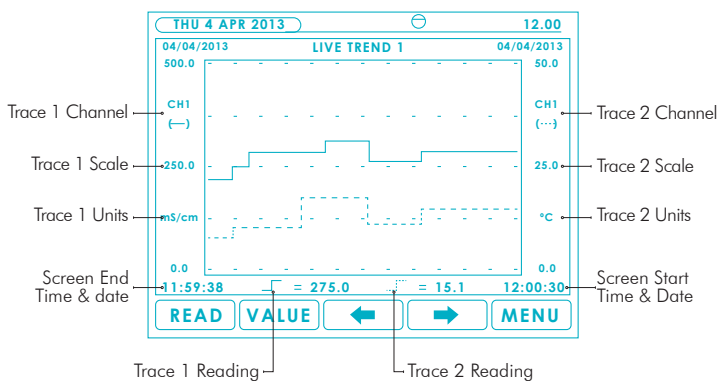 THU 4 APR 2013 12.00
04/04/2013 LIVE TREND 1 04/04/2013
500.0 50.0
CH1 CH1
(—) (····)
Trace 1 Channel Trace 2 Channel
Trace 1 Scale 250.0 25.0 Trace 2 Scale
Trace 1 Units mS/cm °C Trace 2 Units
0.0 0.0
Screen End
Time & date
11:59:38 = 275.0 = 15.1 12:00:30
Screen Start
Time & Date
READ VALUE MENU
Trace 1 Reading Trace 2 Reading